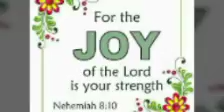 For the
JOY
of the Lord
is your strength
Nehemiah 8:10